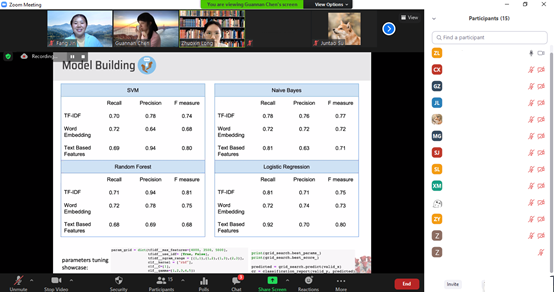 Zoom Meeting
You are viewing Guannan Chen's screen
View Options
View
Guannan Chen
Recording...
Model Building
SVM
Recall Precision F measure
TF-IDF 0.70 0.78 0.74
Word Embedding 0.72 0.64 0.68
Text Based Features 0.69 0.94 0.80
Naive Bayes
Recall Precision F measure
TF-IDF 0.78 0.76 0.77
Word Embedding 0.72 0.72 0.72
Text Based Features 0.81 0.63 0.71
Random Forest
Recall Precision F measure
TF-IDF 0.71 0.94 0.81
Word Embedding 0.72 0.78 0.75
Text Based Features 0.68 0.69 0.68
Logistic Regression
Recall Precision F measure
TF-IDF 0.81 0.71 0.75
Word Embedding 0.72 0.74 0.73
Text Based Features 0.92 0.70 0.80
parameters tuning
showcase:
Unmute
Stop Video
Security
Participants
Polls
Chat
Share Screen
Reactions
More
End
Participants (15)
Find a participant
ZL
CX
GZ
JL
MG
SJ
SL
XM
ZY
Z
Z
Invite